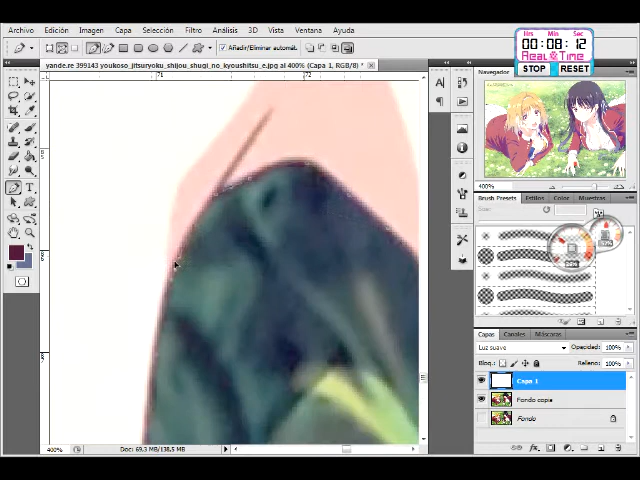 Archivo Edición Imagen Capa Selección Filtro Análisis 3D Vista Ventana Ayuda
Hrs Min Sec
00:08:12
Real Time
STOP RESET
Añadir/Eliminar automát.
yande.re 399143 youkoso_jitsuryoku_shijou_shugi_no_kyoushitsu_e.jpg al 400% (Capa 1, RGB/8) *
71 72
Navegador
400%
Brush Presets Estilos Color Muestras
Capas Canales Máscaras
Luz suave Opacidad: 100%
Bloq.: Relleno: 100%
Capa 1
Fondo copia
Fondo
400% Doc: 69,3 MB/138,5 MB